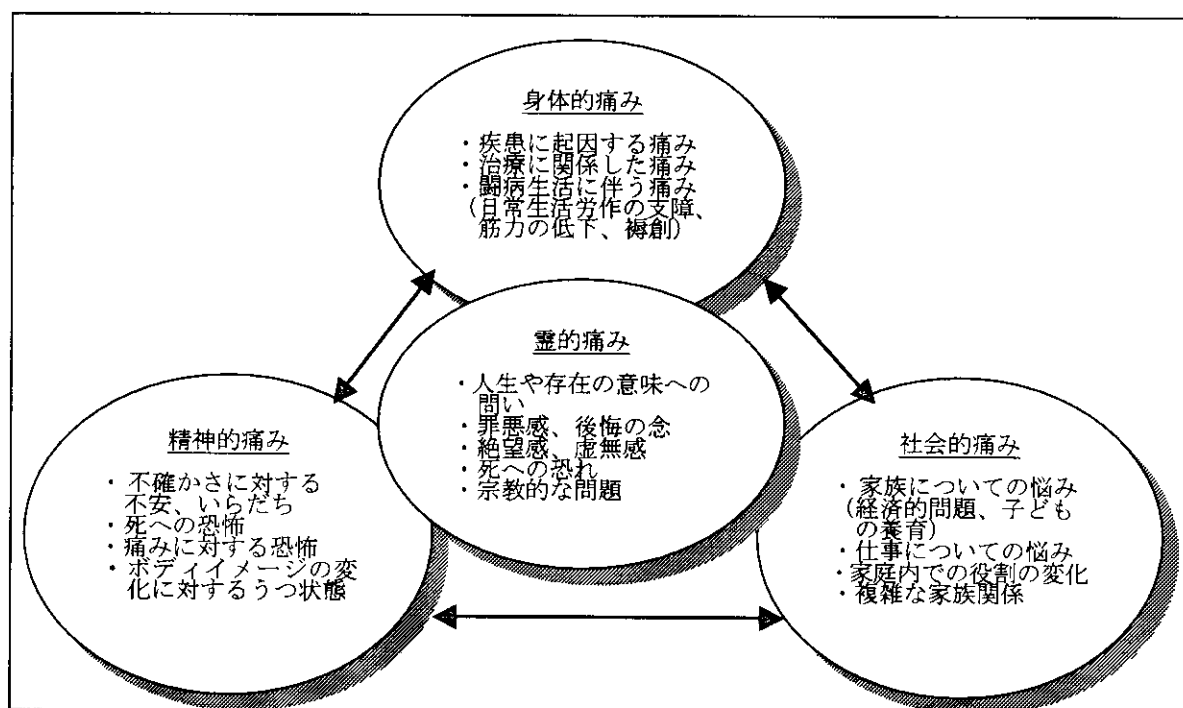 身体的痛み
・疾患に起因する痛み
・治療に関係した痛み
・闘病生活に伴う痛み
（日常生活労作の支障、
筋力の低下、褥創）
霊的痛み
・人生や存在の意味への
問い
・罪悪感、後悔の念
・絶望感、虚無感
・死への恐れ
・宗教的な問題
精神的痛み
・不確かさに対する
不安、いらだち
・死への恐怖
・痛みに対する恐怖
・ボディイメージの変
化に対するうつ状態
社会的痛み
・家族についての悩み
（経済的問題、子ども
の養育）
・仕事についての悩み
・家庭内での役割の変化
・複雑な家族関係